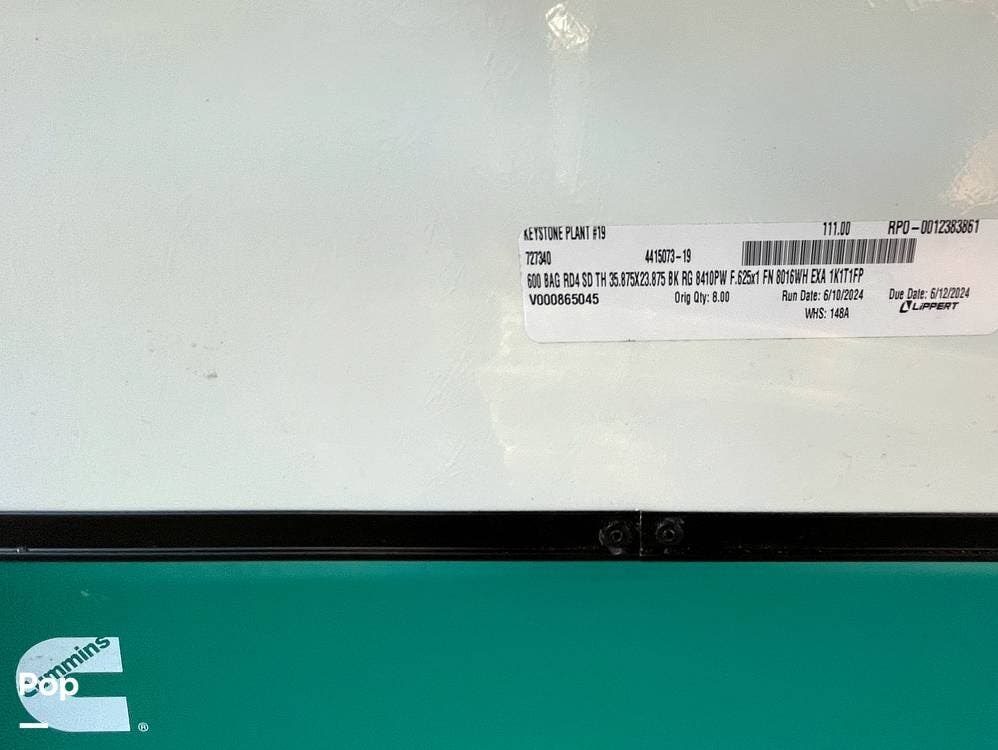 KEYSTONE PLANT #19 111.00 RPO-0012383861
727340 4415073-19
600 BAG RD4 SD TH 35.875X23.875 BK RG 8410PW F.625x1 FN 8016WH EXA 1K1T1FP
V000865045 Orig Qty: 8.00 Run Date: 6/10/2024 Due Date: 6/12/2024
WHS: 148A LIPPERT
Cummins
Pop
®